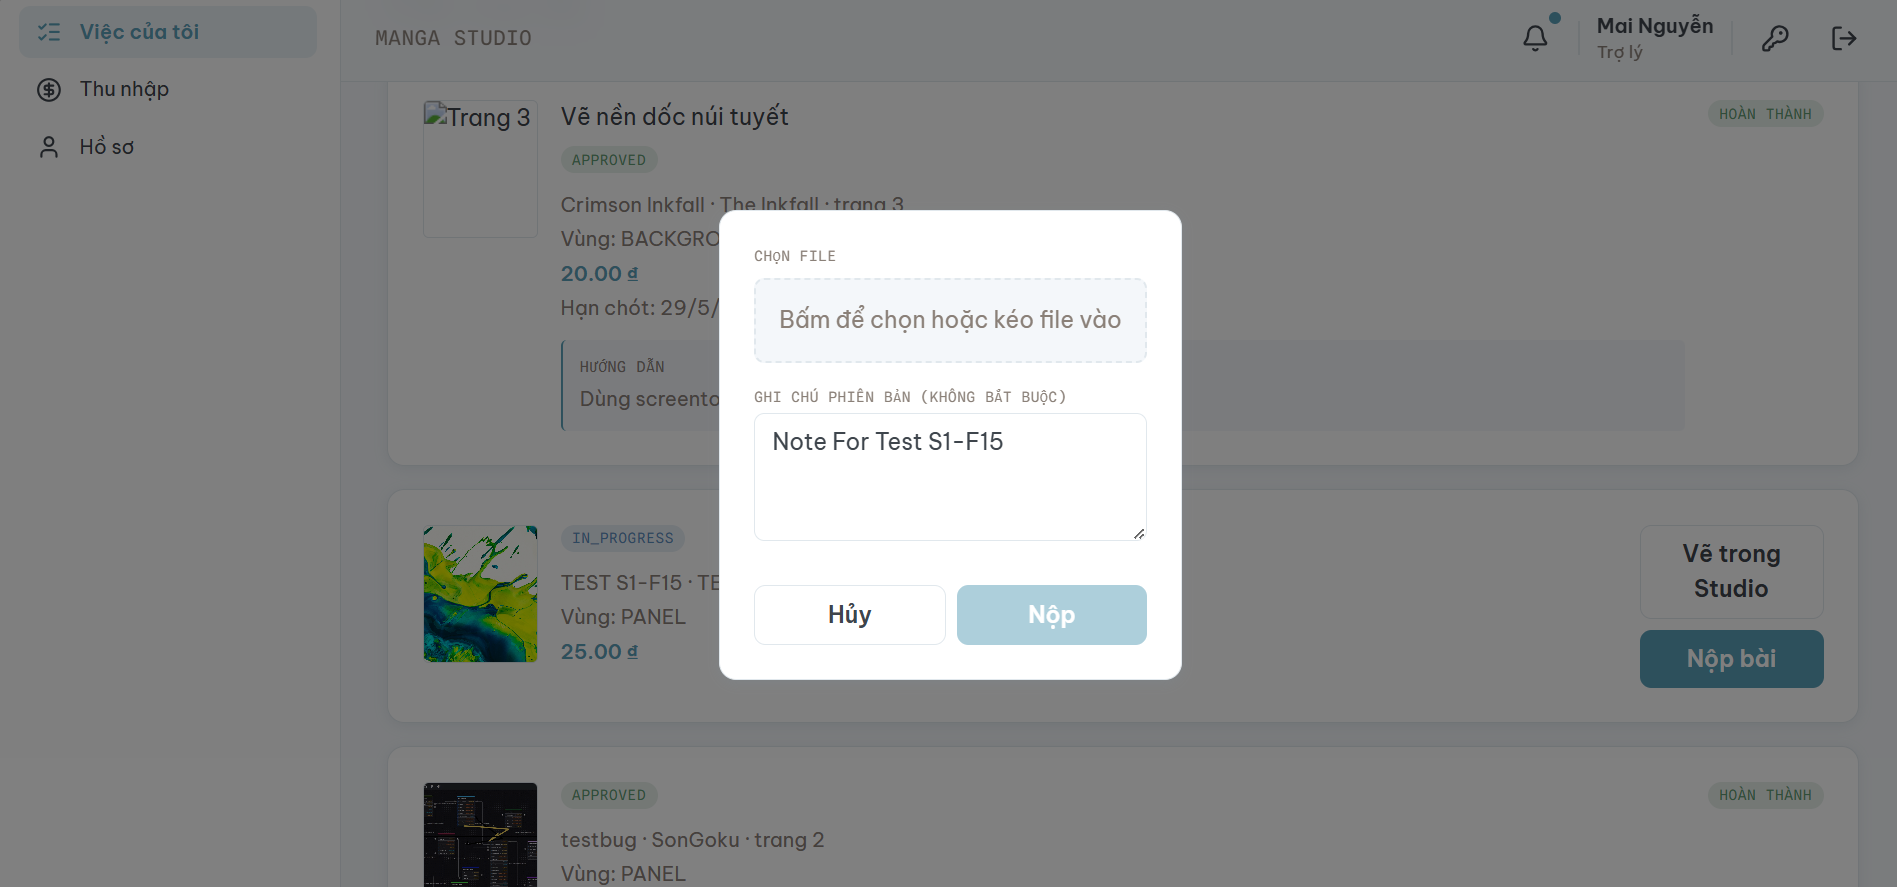 Việc của tôi
Thu nhập
Hồ sơ
MANGA STUDIO
Mai Nguyễn
Trợ lý
Trang 3
Vẽ nền dốc núi tuyết
HOÀN THÀNH
APPROVED
Crimson Inkfall · The Inkfall · trang 3
Vùng: BACKGRO
20.00 ₫
Hạn chót: 29/5/
HƯỚNG DẪN
Dùng screento
CHỌN FILE
Bấm để chọn hoặc kéo file vào
GHI CHÚ PHIÊN BẢN (KHÔNG BẮT BUỘC)
Note For Test S1-F15
Hủy
Nộp
IN_PROGRESS
TEST S1-F15 · TE
Vùng: PANEL
25.00 ₫
Vẽ trong
Studio
Nộp bài
APPROVED
HOÀN THÀNH
testbug · SonGoku · trang 2
Vùng: PANEL